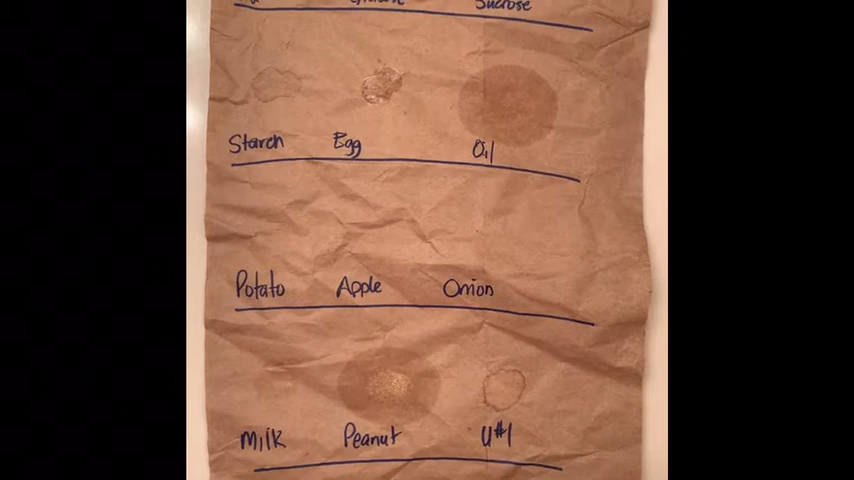 Sucrose
Starch Egg Oil
Potato Apple Onion
Milk Peanut U#1